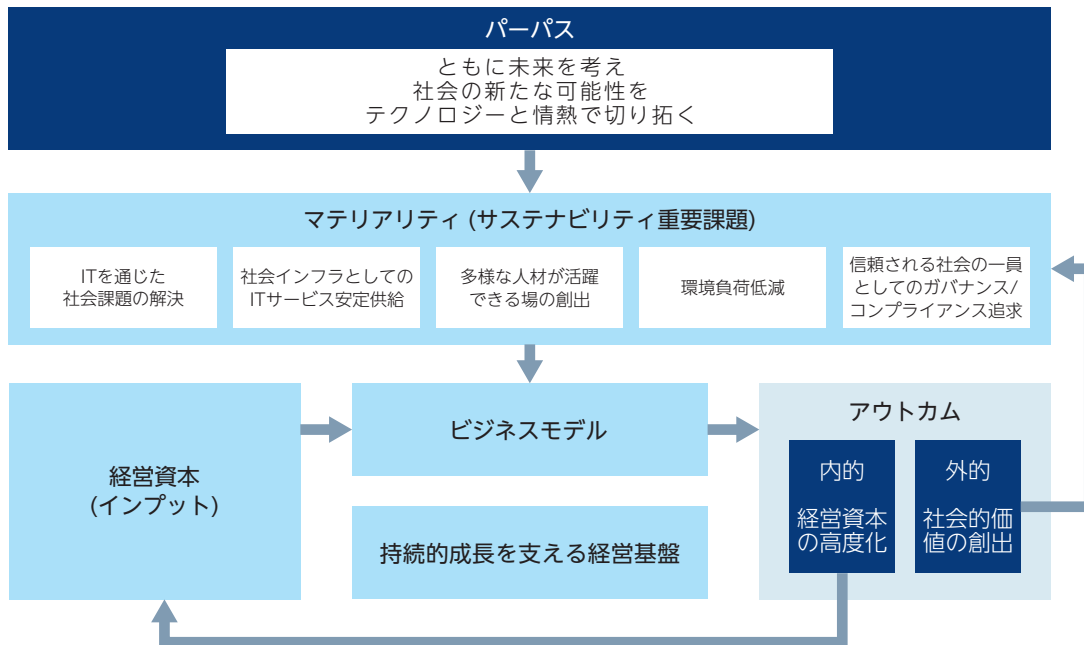 パーパス
ともに未来を考え
社会の新たな可能性を
テクノロジーと情熱で切り拓く
マテリアリティ (サステナビリティ重要課題)
ITを通じた
社会課題の解決
社会インフラとしての
ITサービス安定供給
多様な人材が活躍
できる場の創出
環境負荷低減
信頼される社会の一員
としてのガバナンス/
コンプライアンス追求
経営資本
(インプット)
ビジネスモデル
持続的成長を支える経営基盤
アウトカム
内的
経営資本
の高度化
外的
社会的価
値の創出